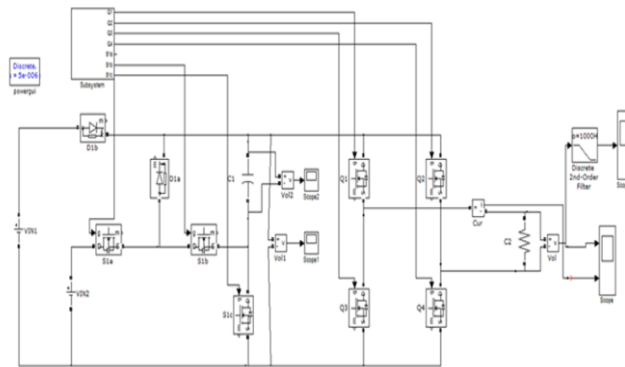 Discrete,
s = 5e-006
powergui
Subsystem
D1b
D1a
C1
Vol2
Scope2
Q1
Q2
VIN1
S1a
S1b
Vol1
Scope1
VIN2
S1c
Q3
Q4
Cur
Vol
Discrete
2nd-Order
Filter
Scope